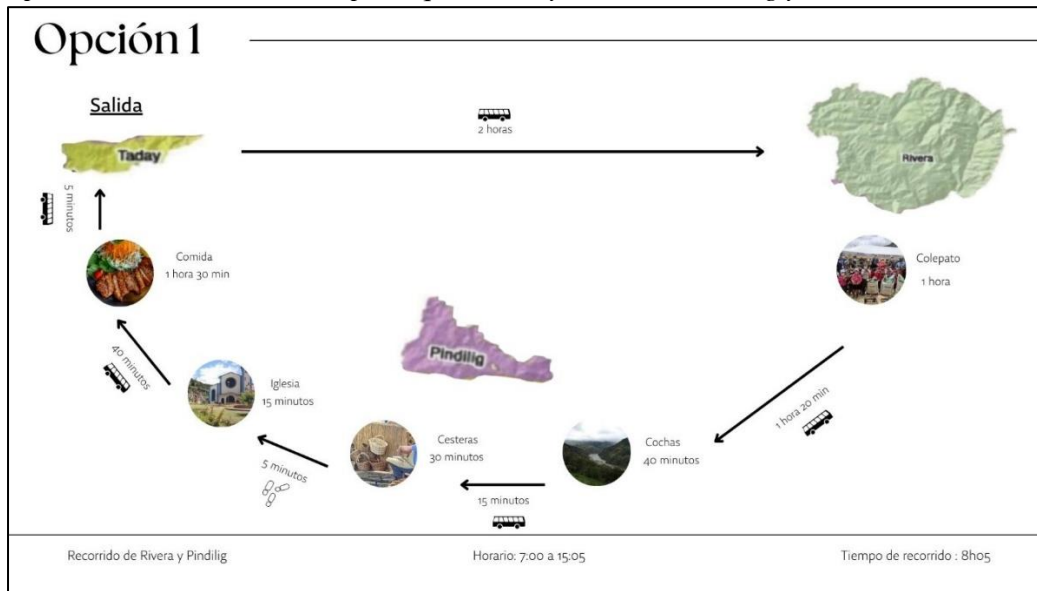 Opción 1
Salida
Taday
2 horas
Rivera
5 minutos
Comida
1 hora 30 min
Colepato
1 hora
Pindilig
40 minutos
Iglesia
15 minutos
1 hora 20 min
Cesteras
30 minutos
Cochas
40 minutos
5 minutos
15 minutos
Recorrido de Rivera y Pindilig
Horario: 7:00 a 15:05
Tiempo de recorrido : 8h05